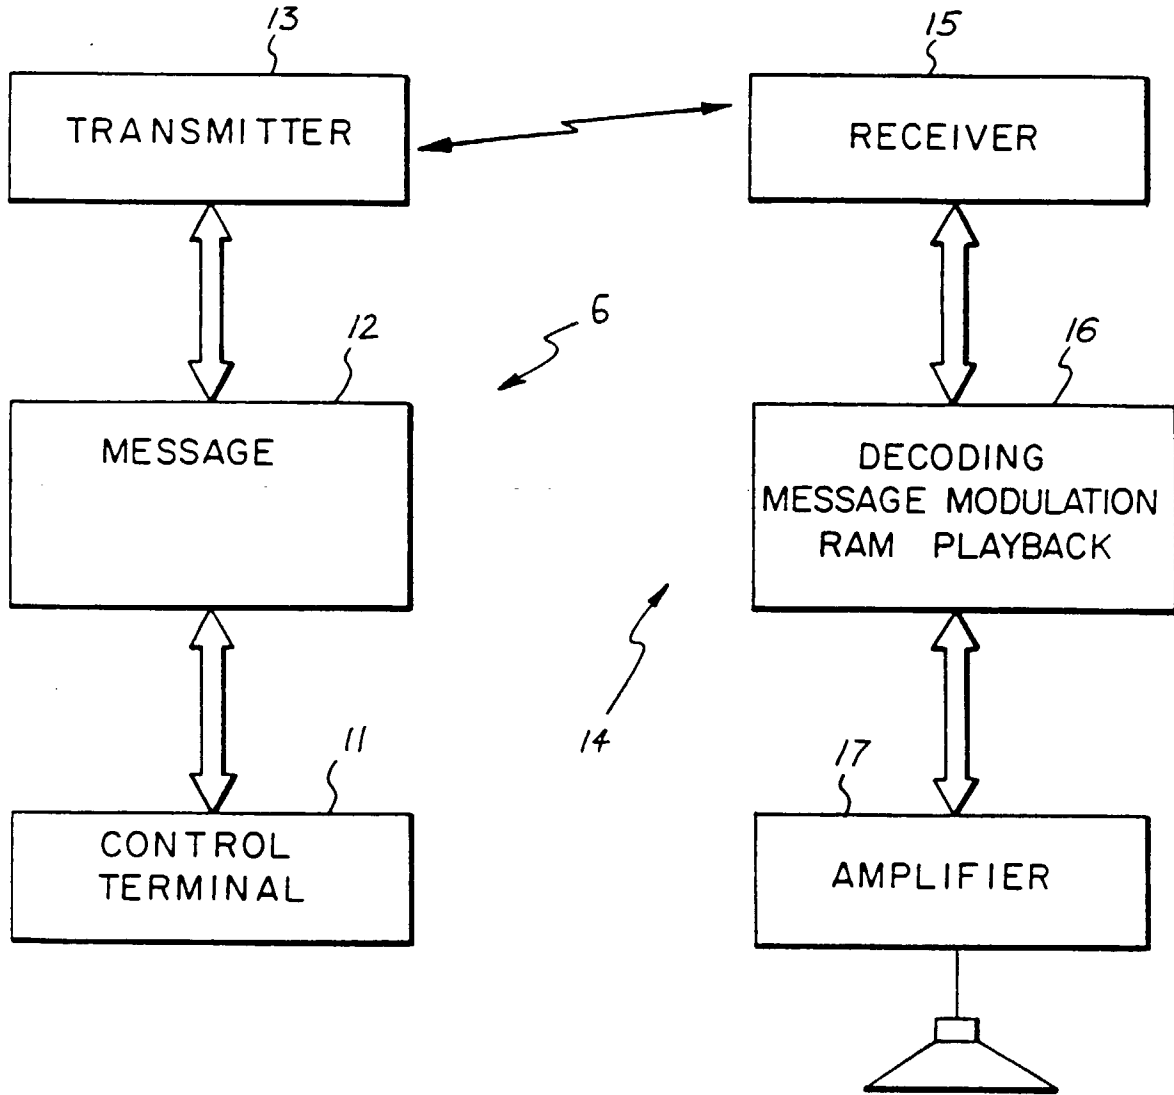 13
TRANSMITTER
15
RECEIVER
6
12
MESSAGE
16
DECODING
MESSAGE MODULATION
RAM PLAYBACK
14
11
CONTROL
TERMINAL
17
AMPLIFIER